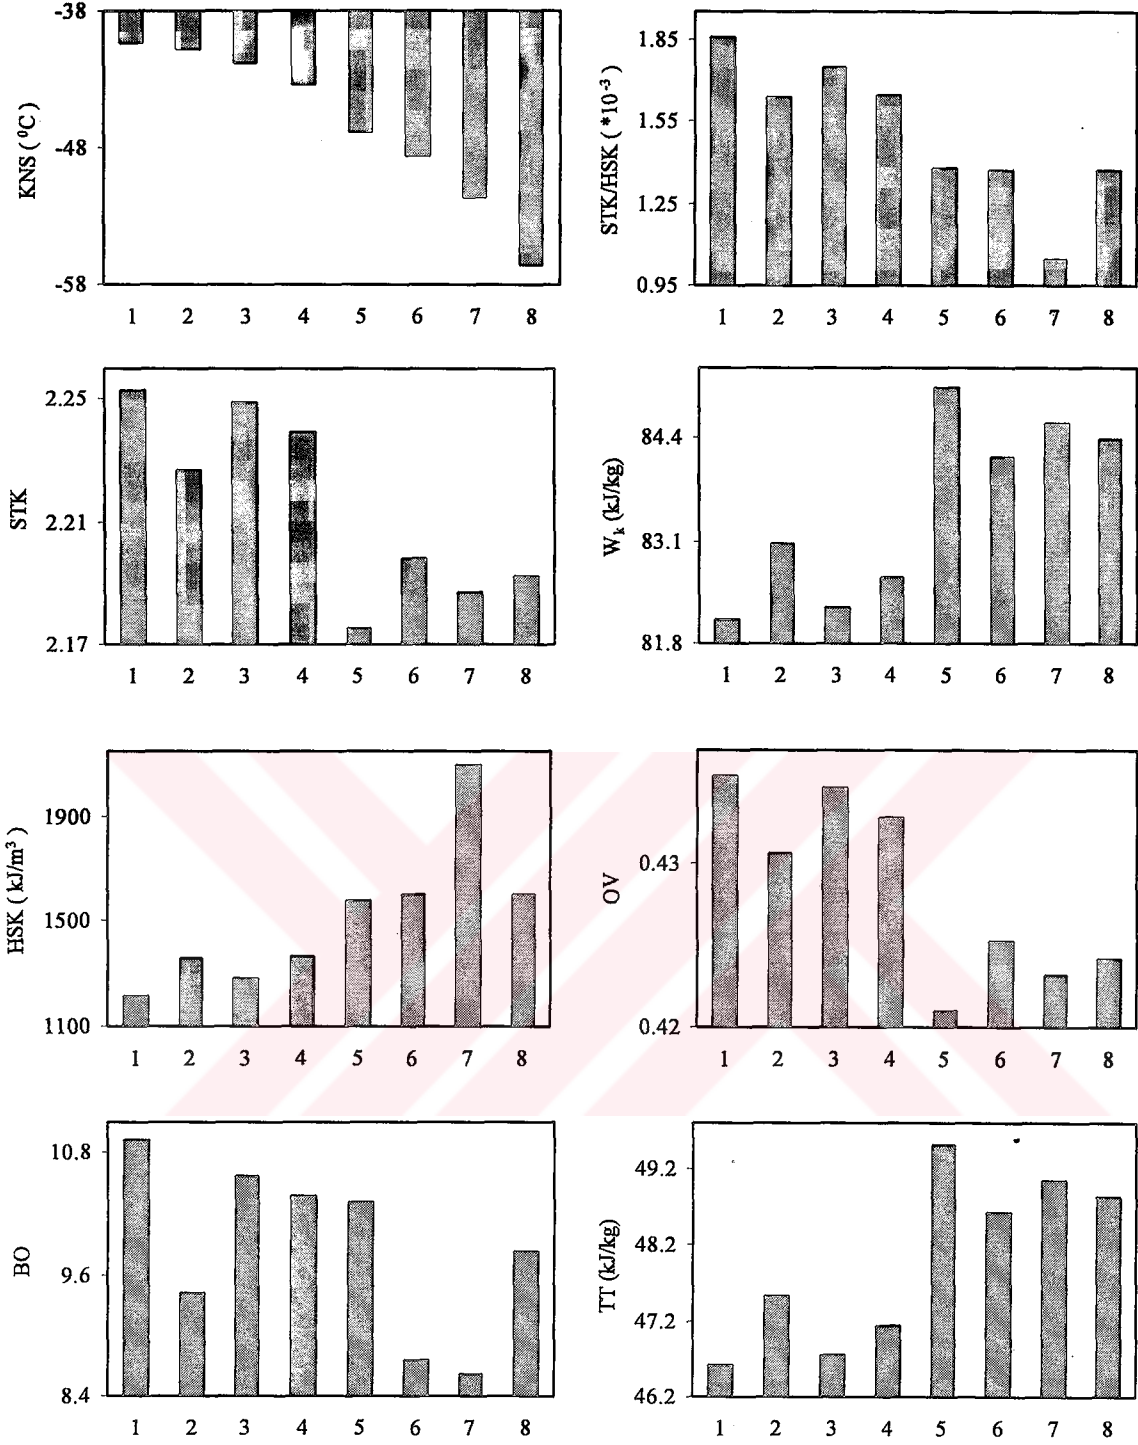 KNS ( ⁰C)
-38
-48
-58
1 2 3 4 5 6 7 8
STK/HSK ( *10⁻³ )
1.85
1.55
1.25
0.95
1 2 3 4 5 6 7 8
STK
2.25
2.21
2.17
1 2 3 4 5 6 7 8
Wₖ (kJ/kg)
84.4
83.1
81.8
1 2 3 4 5 6 7 8
HSK ( kJ/m³ )
1900
1500
1100
1 2 3 4 5 6 7 8
OV
0.43
0.42
1 2 3 4 5 6 7 8
BO
10.8
9.6
8.4
1 2 3 4 5 6 7 8
TT (kJ/kg)
49.2
48.2
47.2
46.2
1 2 3 4 5 6 7 8